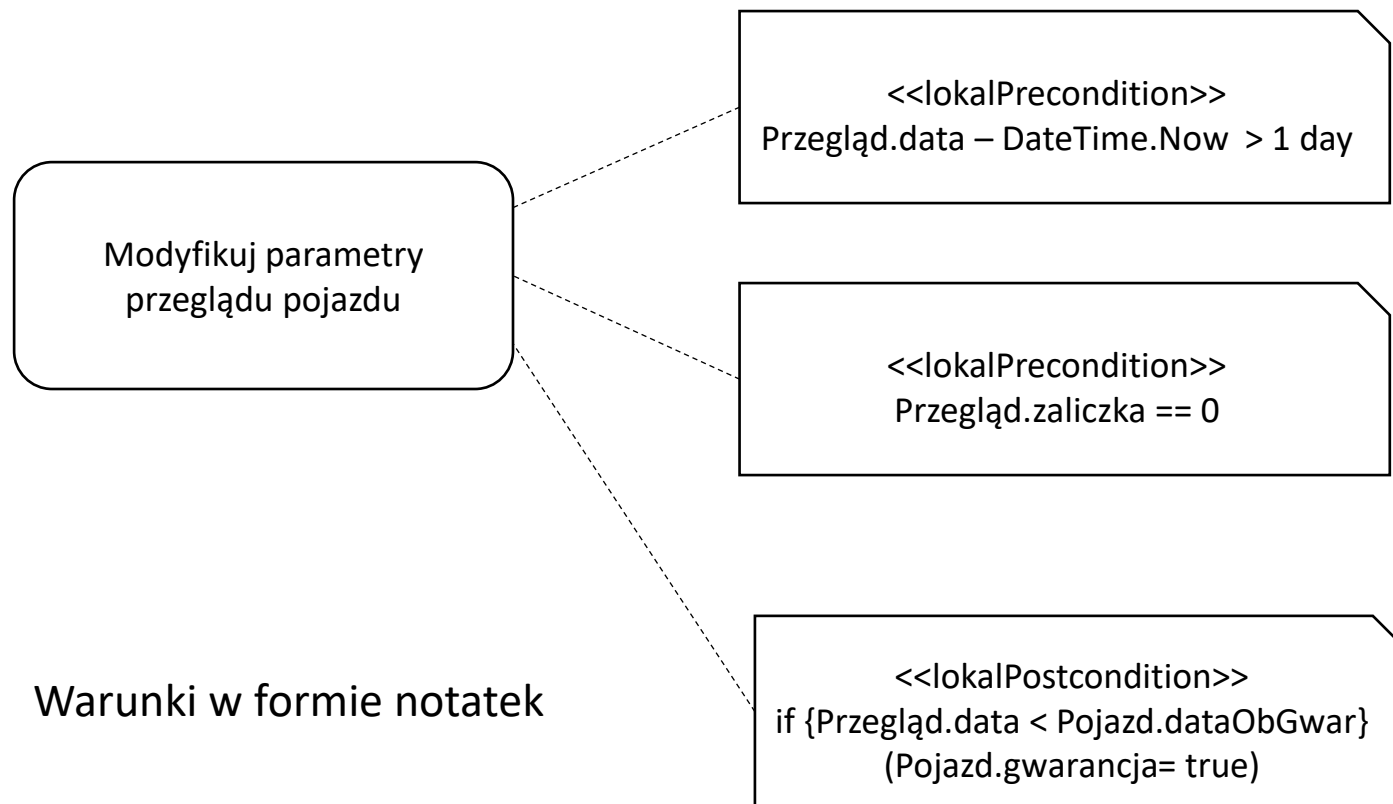 <<lokalPrecondition>>
Przegląd.data – DateTime.Now > 1 day
Modyfikuj parametry
przeglądu pojazdu
<<lokalPrecondition>>
Przegląd.zaliczka == 0
<<lokalPostcondition>>
if {Przegląd.data < Pojazd.dataObGwar}
(Pojazd.gwarancja= true)
Warunki w formie notatek